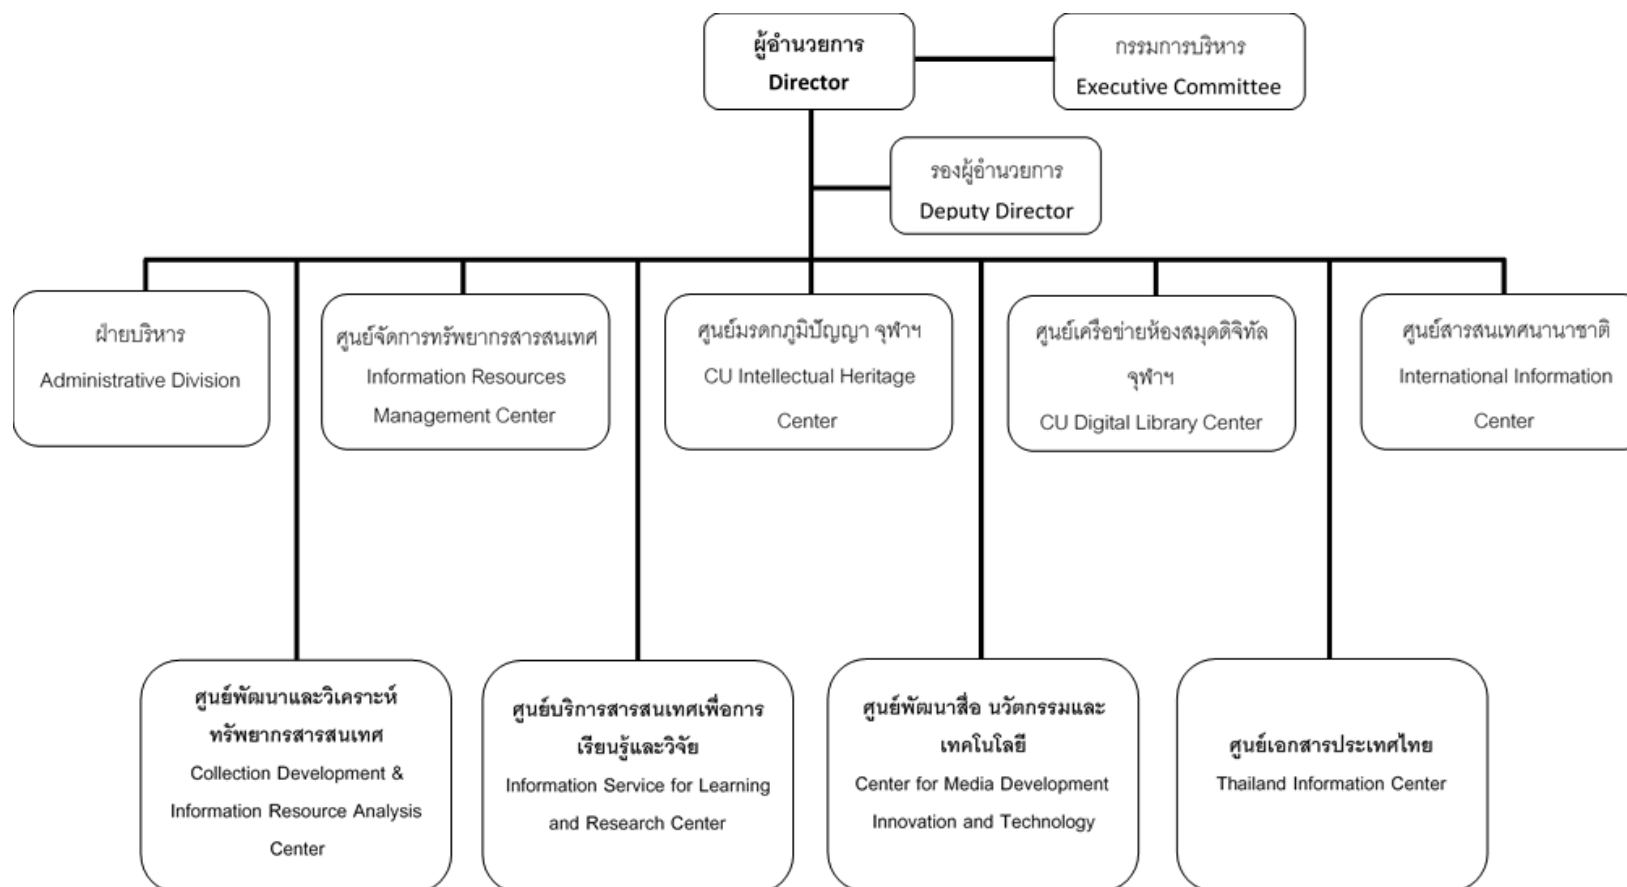 ผู้อำนวยการ
Director
กรรมการบริหาร
Executive Committee
รองผู้อำนวยการ
Deputy Director
ฝ่ายบริหาร
Administrative Division
ศูนย์จัดการทรัพยากรสารสนเทศ
Information Resources
Management Center
ศูนย์มรดกภูมิปัญญา จุฬาฯ
CU Intellectual Heritage
Center
ศูนย์เครือข่ายห้องสมุดดิจิทัล
จุฬาฯ
CU Digital Library Center
ศูนย์สารสนเทศนานาชาติ
International Information
Center
ศูนย์พัฒนาและวิเคราะห์
ทรัพยากรสารสนเทศ
Collection Development &
Information Resource Analysis
Center
ศูนย์บริการสารสนเทศเพื่อการ
เรียนรู้และวิจัย
Information Service for Learning
and Research Center
ศูนย์พัฒนาสื่อ นวัตกรรมและ
เทคโนโลยี
Center for Media Development
Innovation and Technology
ศูนย์เอกสารประเทศไทย
Thailand Information Center